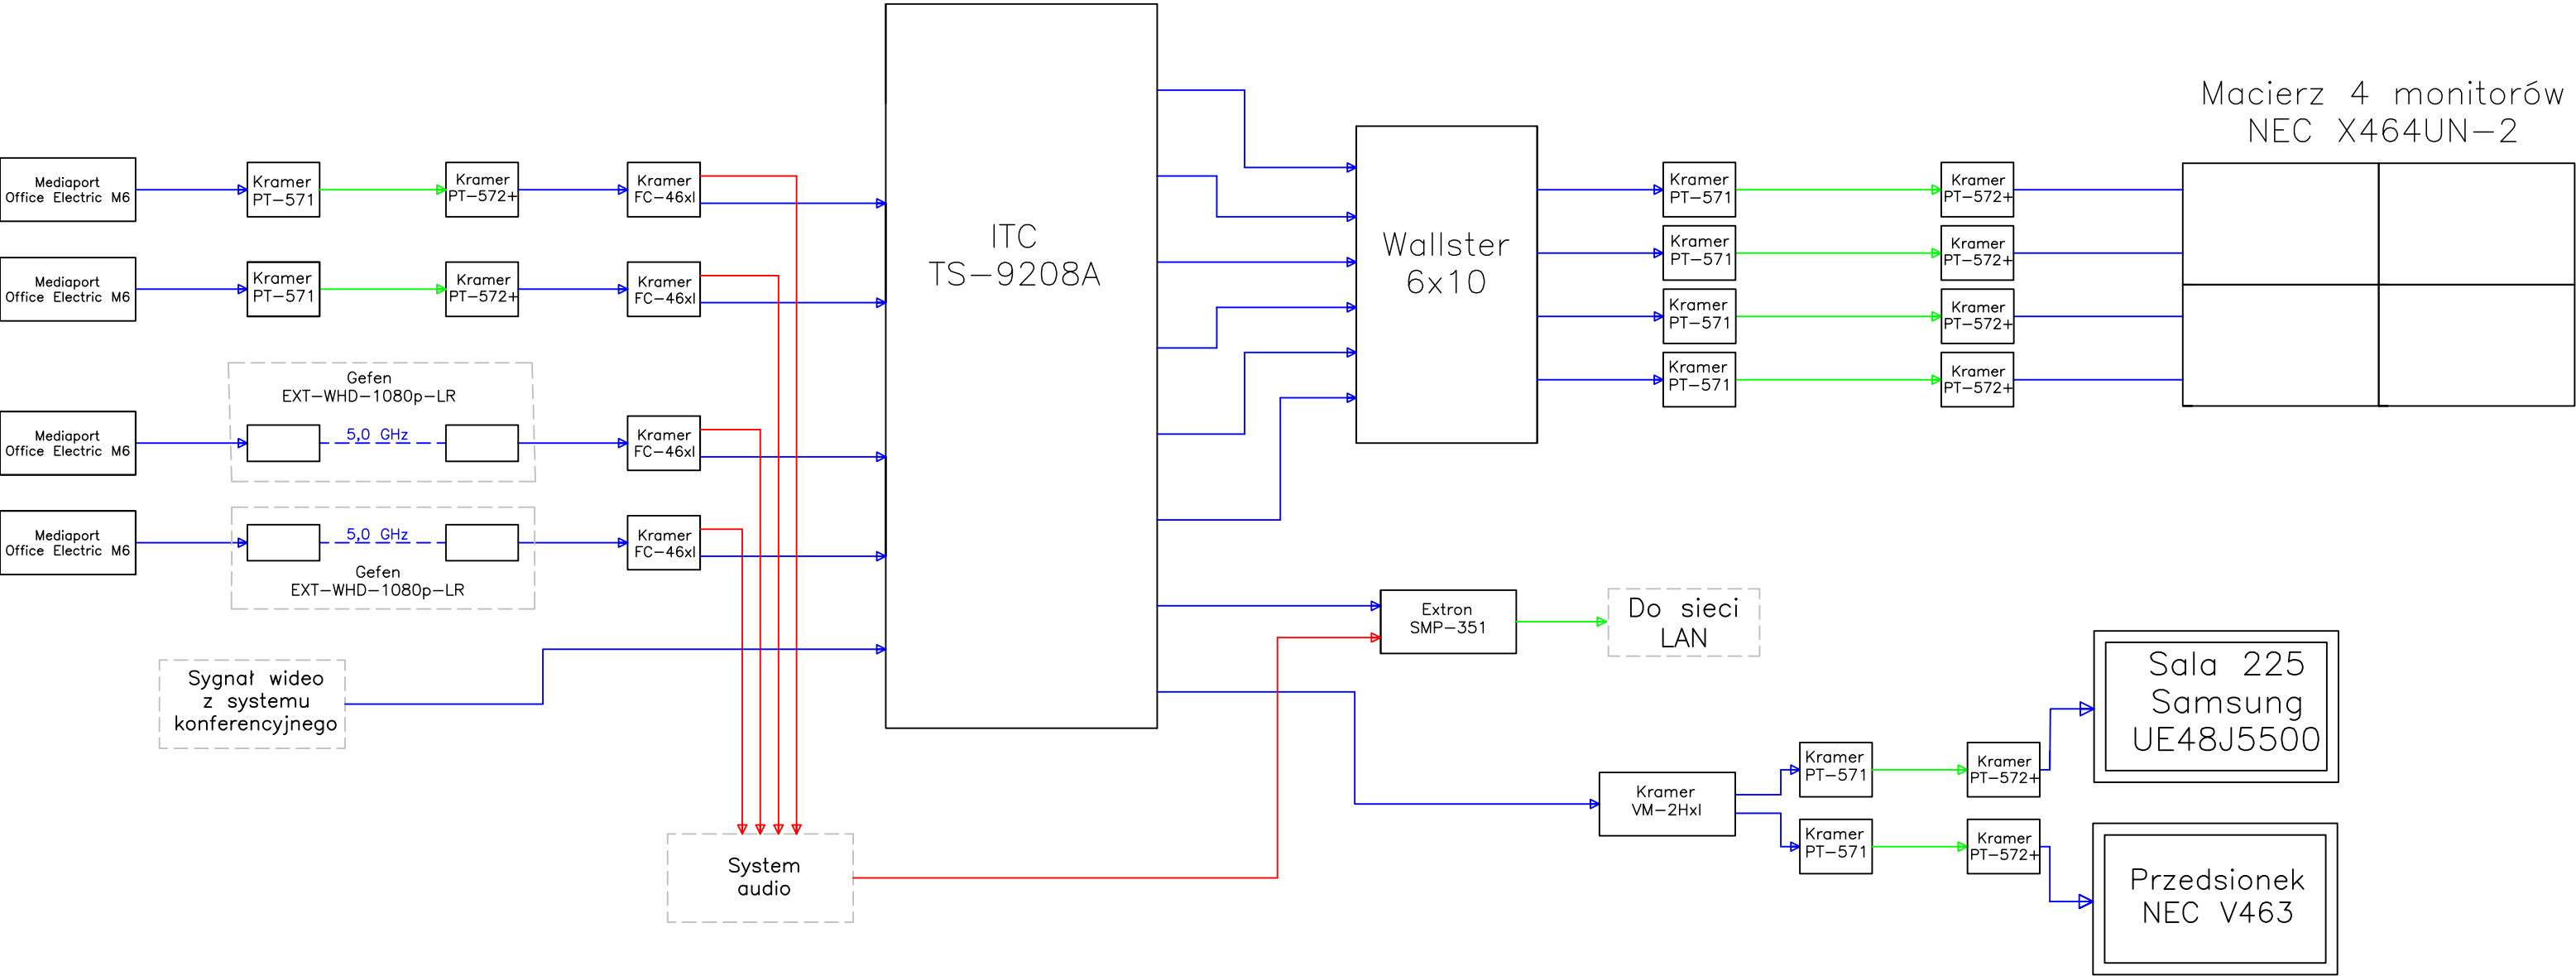 Macierz 4 monitorów
NEC X464UN-2
Mediaport
Office Electric M6
Kramer
PT-571
Kramer
PT-572+
Kramer
FC-46xl
Mediaport
Office Electric M6
Kramer
PT-571
Kramer
PT-572+
Kramer
FC-46xl
Gefen
EXT-WHD-1080p-LR
Mediaport
Office Electric M6
5,0 GHz
Kramer
FC-46xl
Mediaport
Office Electric M6
5,0 GHz
Kramer
FC-46xl
Gefen
EXT-WHD-1080p-LR
Sygnał wideo
z systemu
konferencyjnego
System
audio
ITC
TS-9208A
Wallster
6x10
Kramer
PT-571
Kramer
PT-572+
Kramer
PT-571
Kramer
PT-572+
Kramer
PT-571
Kramer
PT-572+
Kramer
PT-571
Kramer
PT-572+
Extron
SMP-351
Do sieci
LAN
Kramer
VM-2Hxl
Kramer
PT-571
Kramer
PT-572+
Sala 225
Samsung
UE48J5500
Kramer
PT-571
Kramer
PT-572+
Przedsionek
NEC V463